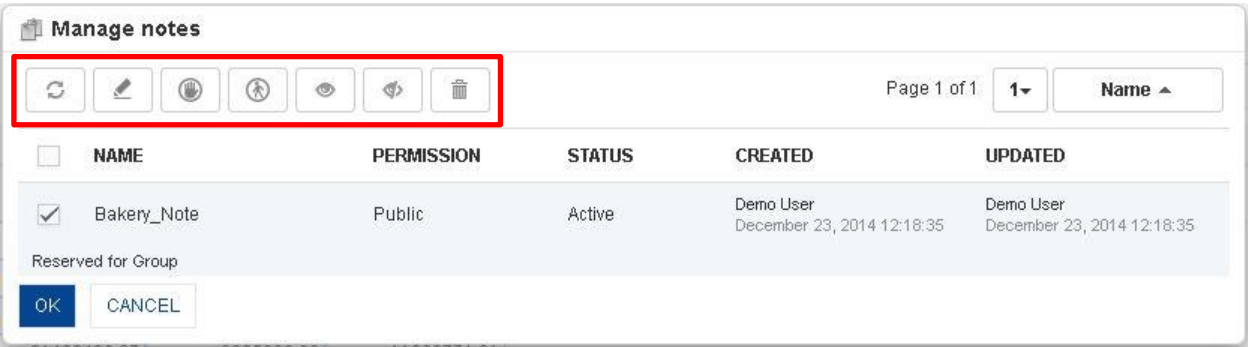 Manage notes
Page 1 of 1 1 Name
NAME PERMISSION STATUS CREATED UPDATED
Bakery_Note Public Active Demo User December 23, 2014 12:18:35 Demo User December 23, 2014 12:18:35
Reserved for Group
OK CANCEL